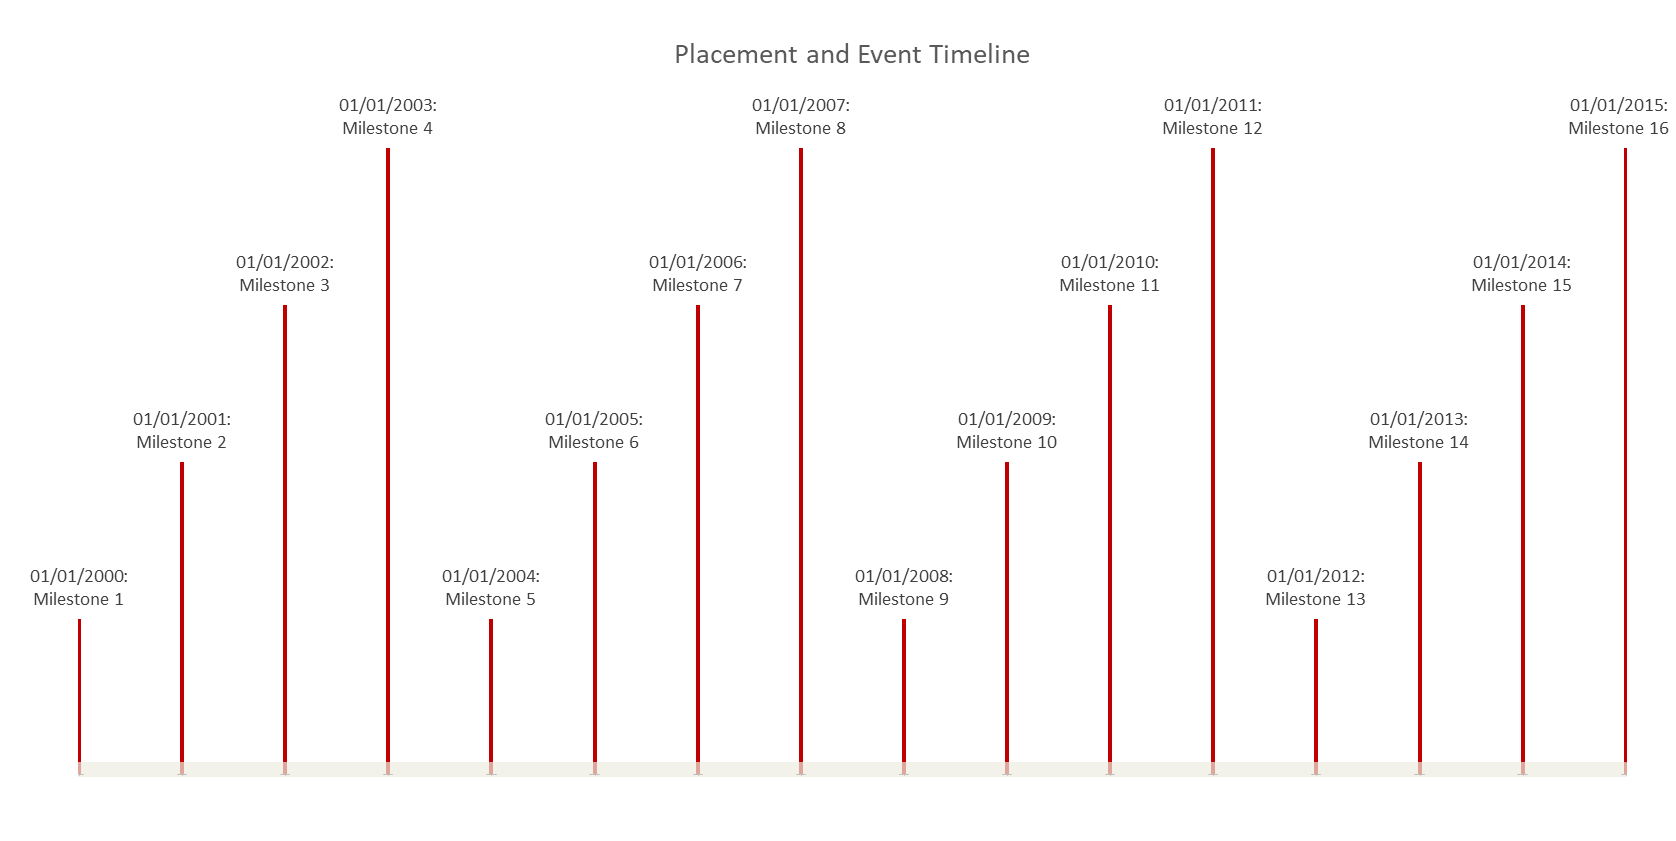 Placement and Event Timeline
01/01/2003:
Milestone 4
01/01/2007:
Milestone 8
01/01/2011:
Milestone 12
01/01/2015:
Milestone 16
01/01/2002:
Milestone 3
01/01/2006:
Milestone 7
01/01/2010:
Milestone 11
01/01/2014:
Milestone 15
01/01/2001:
Milestone 2
01/01/2005:
Milestone 6
01/01/2009:
Milestone 10
01/01/2013:
Milestone 14
01/01/2000:
Milestone 1
01/01/2004:
Milestone 5
01/01/2008:
Milestone 9
01/01/2012:
Milestone 13